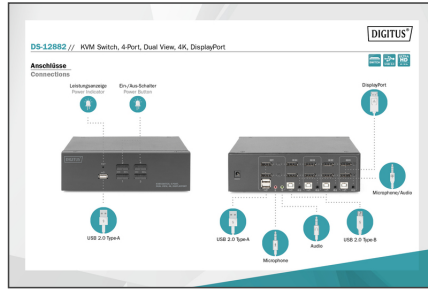 DIGITUS®
DS-12882 // KVM Switch, 4-Port, Dual View, 4K, DisplayPort
Anschlüsse
Connections
Leistungsanzeige
Power Indicator
Ein-/Aus-Schalter
Power Button
DisplayPort
DIGITUS
Microphone/Audio
USB 2.0 Type-A
USB 2.0 Type-A
Microphone
Audio
USB 2.0 Type-B